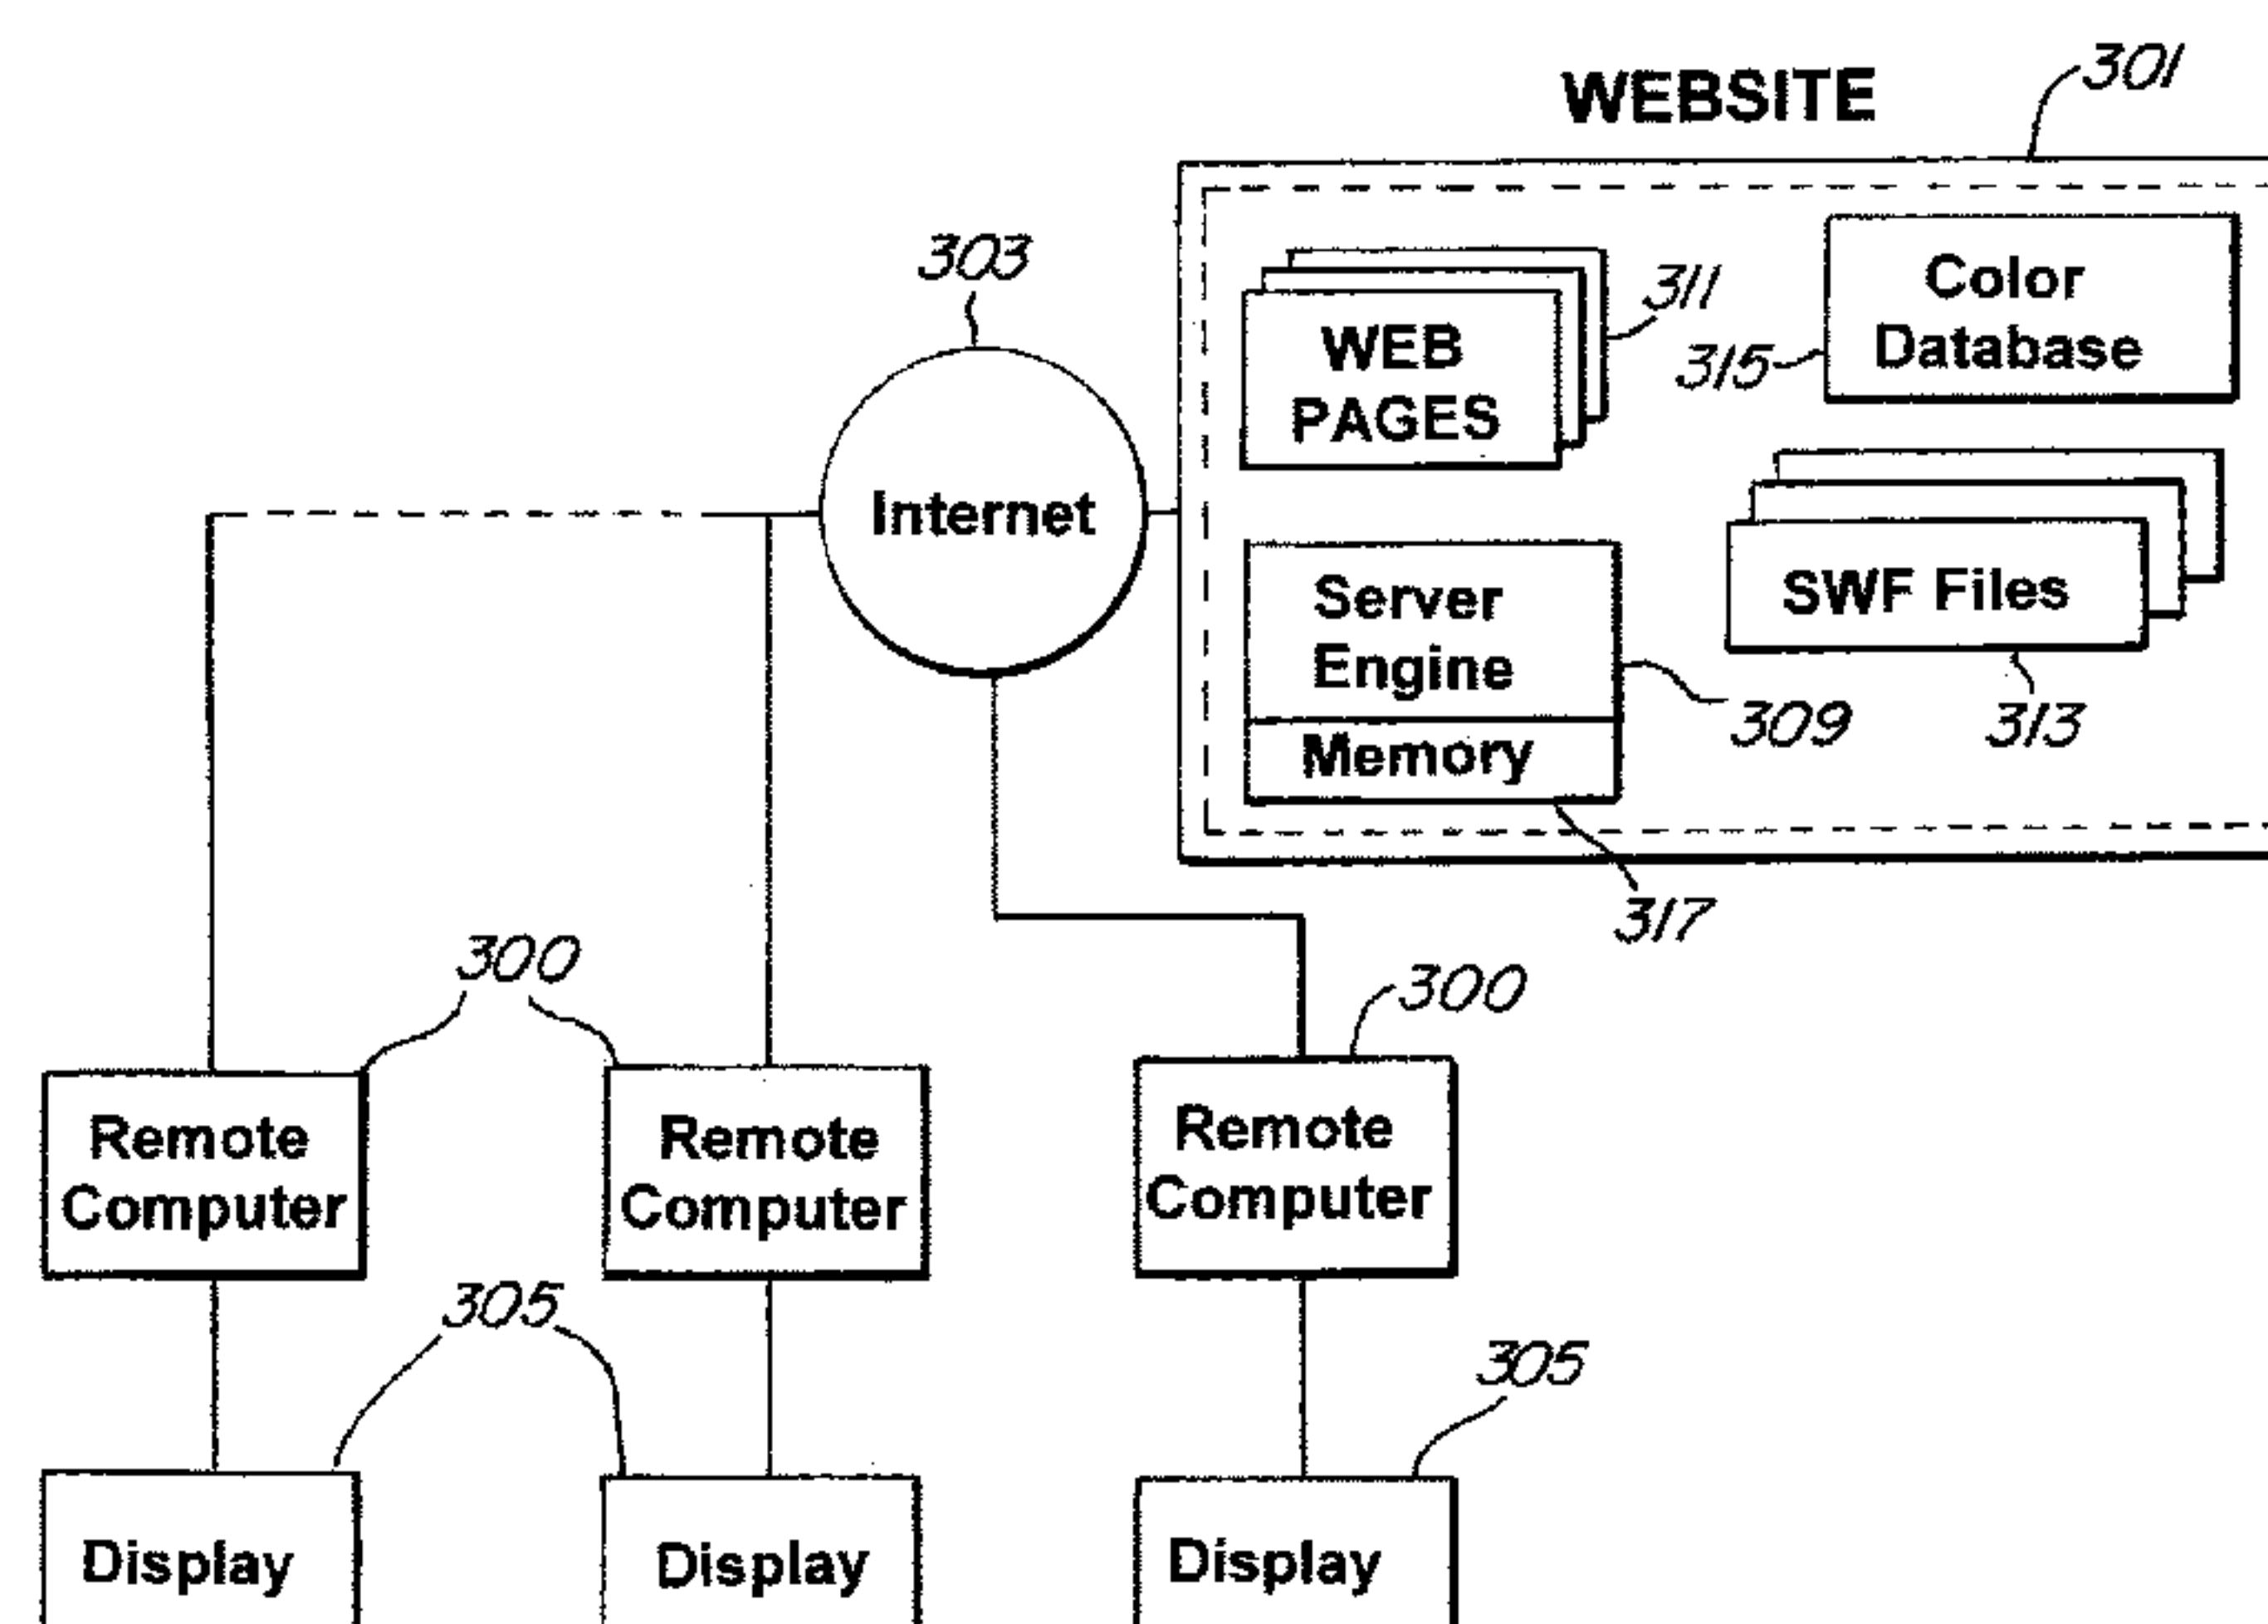 WEBSITE
301
303
WEB
PAGES
311
Color
Database
315
Internet
SWF Files
313
Server
Engine
309
Memory
317
300
300
Remote
Computer
Remote
Computer
Remote
Computer
305
305
Display
Display
Display